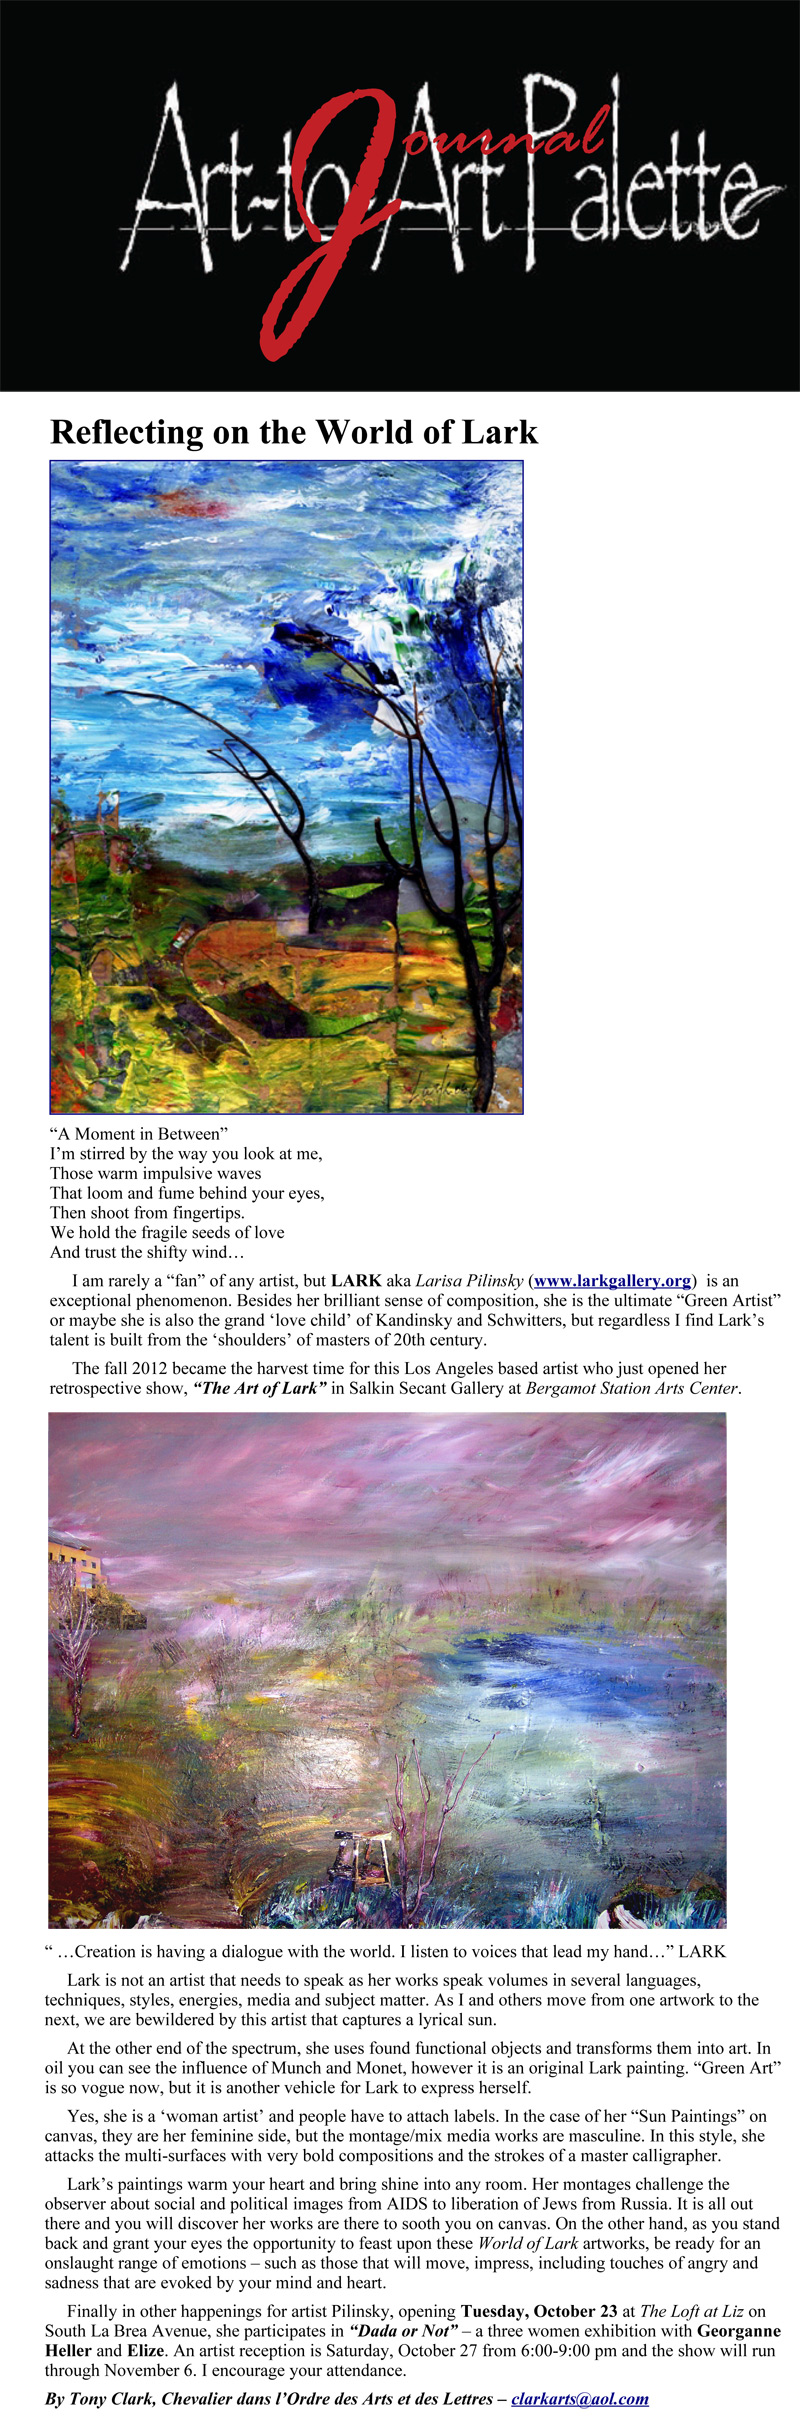 Art-to Art Palette
Journal
Reflecting on the World of Lark
“A Moment in Between”
I’m stirred by the way you look at me,
Those warm impulsive waves
That loom and fume behind your eyes,
Then shoot from fingertips.
We hold the fragile seeds of love
And trust the shifty wind…
I am rarely a “fan” of any artist, but LARK aka Larisa Pilinsky (www.larkgallery.org) is an
exceptional phenomenon. Besides her brilliant sense of composition, she is the ultimate “Green Artist”
or maybe she is also the grand ‘love child’ of Kandinsky and Schwitters, but regardless I find Lark’s
talent is built from the ‘shoulders’ of masters of 20th century.
The fall 2012 became the harvest time for this Los Angeles based artist who just opened her
retrospective show, “The Art of Lark” in Salkin Secant Gallery at Bergamot Station Arts Center.
“ …Creation is having a dialogue with the world. I listen to voices that lead my hand…” LARK
Lark is not an artist that needs to speak as her works speak volumes in several languages,
techniques, styles, energies, media and subject matter. As I and others move from one artwork to the
next, we are bewildered by this artist that captures a lyrical sun.
At the other end of the spectrum, she uses found functional objects and transforms them into art. In
oil you can see the influence of Munch and Monet, however it is an original Lark painting. “Green Art”
is so vogue now, but it is another vehicle for Lark to express herself.
Yes, she is a ‘woman artist’ and people have to attach labels. In the case of her “Sun Paintings” on
canvas, they are her feminine side, but the montage/mix media works are masculine. In this style, she
attacks the multi-surfaces with very bold compositions and the strokes of a master calligrapher.
Lark’s paintings warm your heart and bring shine into any room. Her montages challenge the
observer about social and political images from AIDS to liberation of Jews from Russia. It is all out
there and you will discover her works are there to sooth you on canvas. On the other hand, as you stand
back and grant your eyes the opportunity to feast upon these World of Lark artworks, be ready for an
onslaught range of emotions – such as those that will move, impress, including touches of angry and
sadness that are evoked by your mind and heart.
Finally in other happenings for artist Pilinsky, opening Tuesday, October 23 at The Loft at Liz on
South La Brea Avenue, she participates in “Dada or Not” – a three women exhibition with Georganne
Heller and Elize. An artist reception is Saturday, October 27 from 6:00-9:00 pm and the show will run
through November 6. I encourage your attendance.
By Tony Clark, Chevalier dans l’Ordre des Arts et des Lettres – clarkarts@aol.com